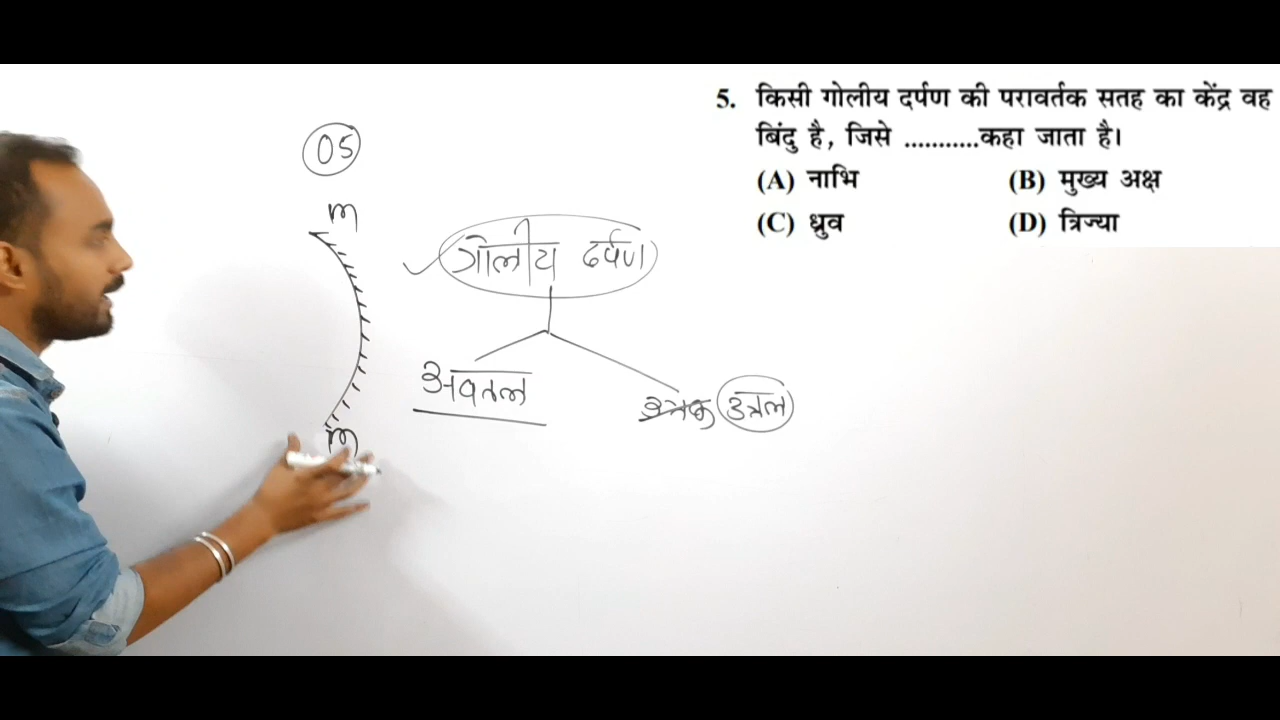 5. किसी गोलीय दर्पण की परावर्तक सतह का केंद्र वह
बिंदु है, जिसे ...........कहा जाता है।
(A) नाभि (B) मुख्य अक्ष
(C) ध्रुव (D) त्रिज्या
05
m
गोलीय दर्पण
अवतल
उत्तल
m